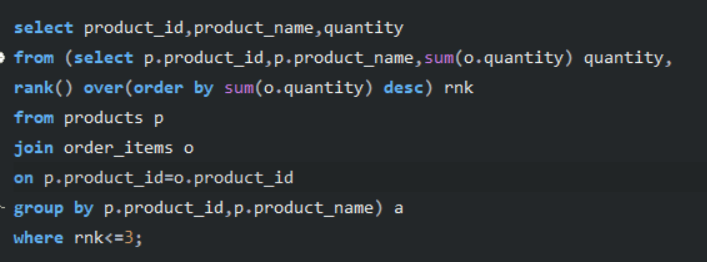 select product_id,product_name,quantity
from (select p.product_id,p.product_name,sum(o.quantity) quantity,
rank() over(order by sum(o.quantity) desc) rnk
from products p
join order_items o
on p.product_id=o.product_id
group by p.product_id,p.product_name) a
where rnk<=3;